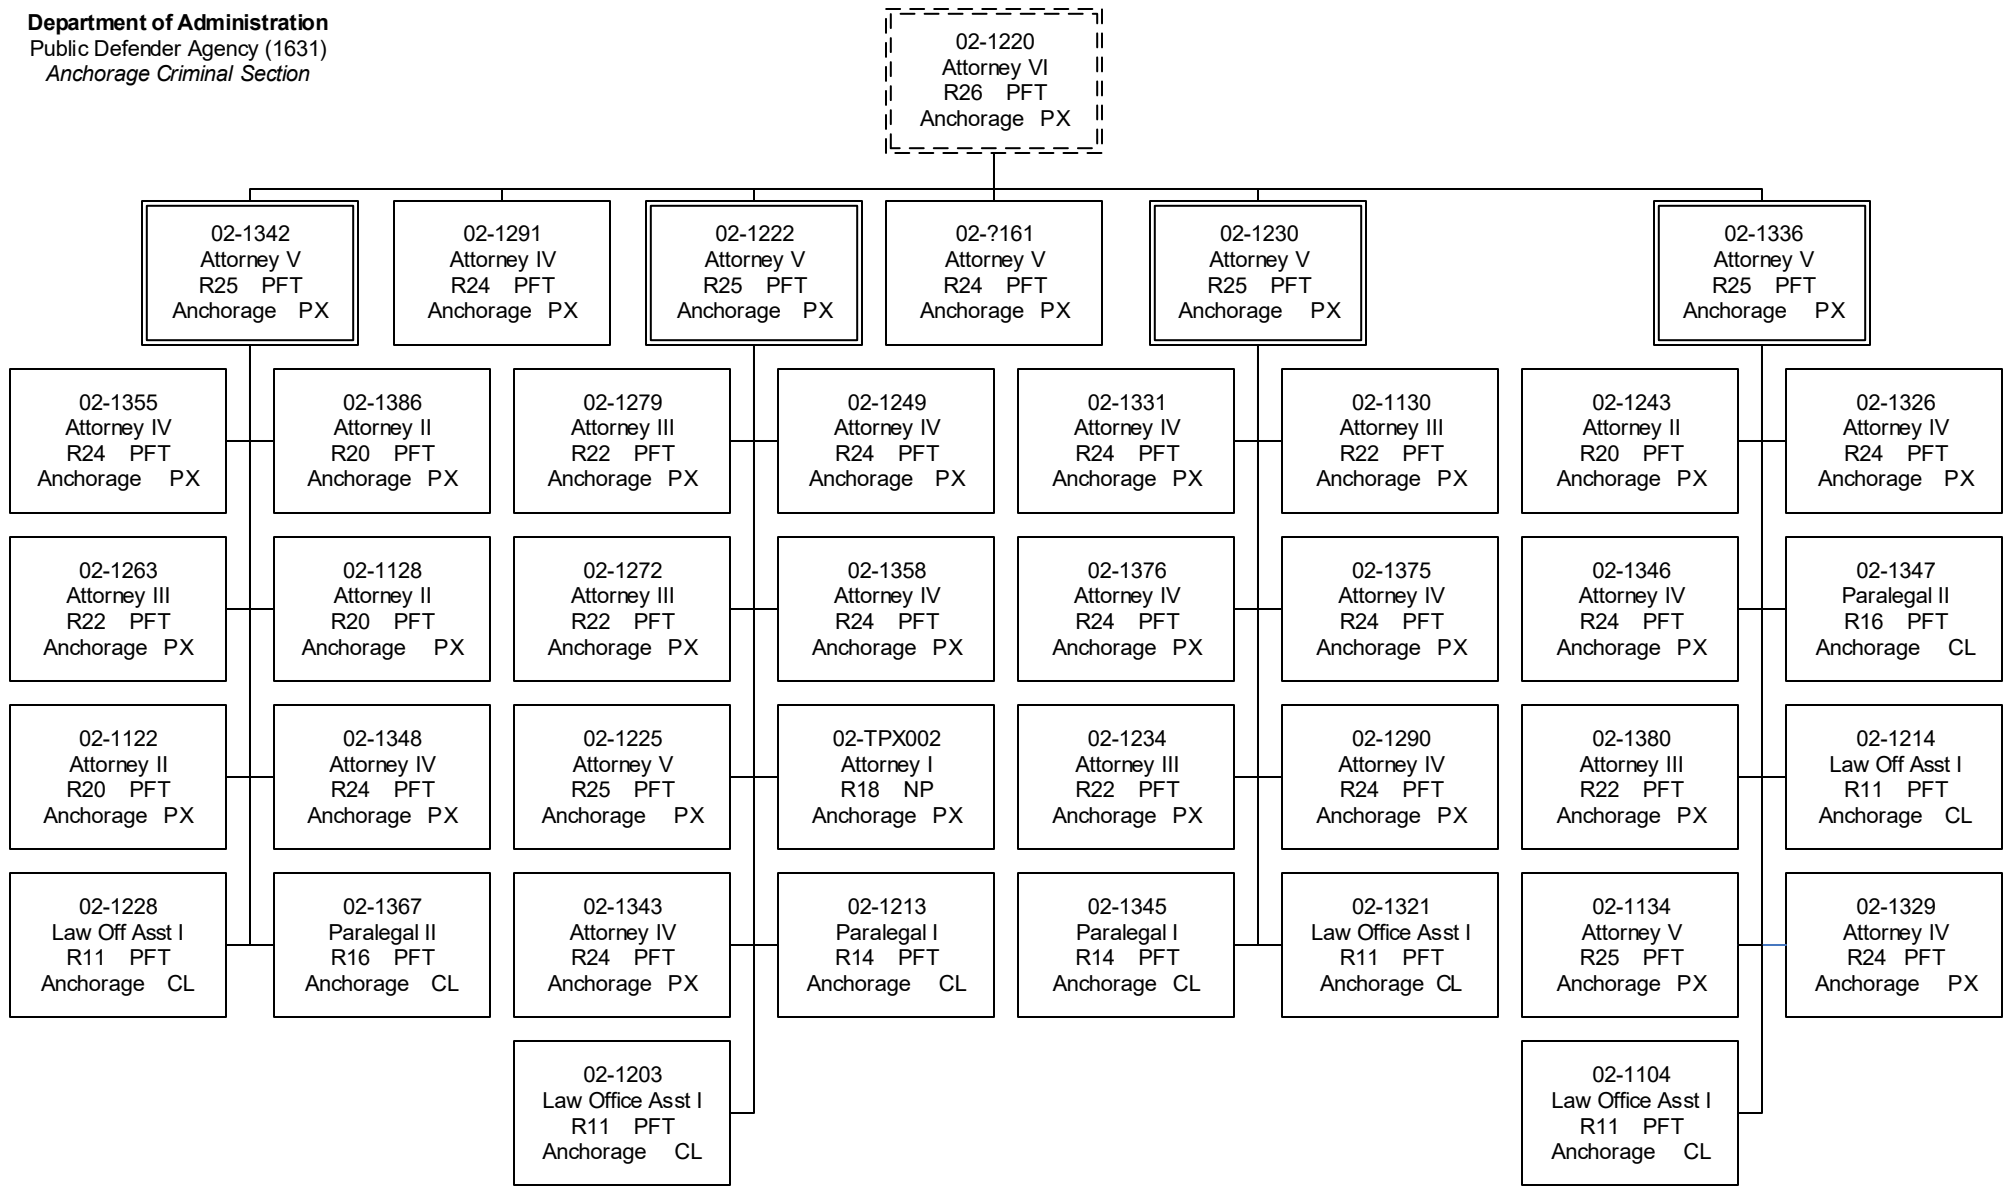 Department of Administration
Public Defender Agency (1631)
Anchorage Criminal Section
02-1220
Attorney VI
R26 PFT
Anchorage PX
02-1342
Attorney V
R25 PFT
Anchorage PX
02-1291
Attorney IV
R24 PFT
Anchorage PX
02-1222
Attorney V
R25 PFT
Anchorage PX
02-?161
Attorney V
R24 PFT
Anchorage PX
02-1230
Attorney V
R25 PFT
Anchorage PX
02-1336
Attorney V
R25 PFT
Anchorage PX
02-1355
Attorney IV
R24 PFT
Anchorage PX
02-1386
Attorney II
R20 PFT
Anchorage PX
02-1279
Attorney III
R22 PFT
Anchorage PX
02-1249
Attorney IV
R24 PFT
Anchorage PX
02-1331
Attorney IV
R24 PFT
Anchorage PX
02-1130
Attorney III
R22 PFT
Anchorage PX
02-1243
Attorney II
R20 PFT
Anchorage PX
02-1326
Attorney IV
R24 PFT
Anchorage PX
02-1263
Attorney III
R22 PFT
Anchorage PX
02-1128
Attorney II
R20 PFT
Anchorage PX
02-1272
Attorney III
R22 PFT
Anchorage PX
02-1358
Attorney IV
R24 PFT
Anchorage PX
02-1376
Attorney IV
R24 PFT
Anchorage PX
02-1375
Attorney IV
R24 PFT
Anchorage PX
02-1346
Attorney IV
R24 PFT
Anchorage PX
02-1347
Paralegal II
R16 PFT
Anchorage CL
02-1122
Attorney II
R20 PFT
Anchorage PX
02-1348
Attorney IV
R24 PFT
Anchorage PX
02-1225
Attorney V
R25 PFT
Anchorage PX
02-TPX002
Attorney I
R18 NP
Anchorage PX
02-1234
Attorney III
R22 PFT
Anchorage PX
02-1290
Attorney IV
R24 PFT
Anchorage PX
02-1380
Attorney III
R22 PFT
Anchorage PX
02-1214
Law Off Asst I
R11 PFT
Anchorage CL
02-1228
Law Off Asst I
R11 PFT
Anchorage CL
02-1367
Paralegal II
R16 PFT
Anchorage CL
02-1343
Attorney IV
R24 PFT
Anchorage PX
02-1213
Paralegal I
R14 PFT
Anchorage CL
02-1345
Paralegal I
R14 PFT
Anchorage CL
02-1321
Law Office Asst I
R11 PFT
Anchorage CL
02-1134
Attorney V
R25 PFT
Anchorage PX
02-1329
Attorney IV
R24 PFT
Anchorage PX
02-1203
Law Office Asst I
R11 PFT
Anchorage CL
02-1104
Law Office Asst I
R11 PFT
Anchorage CL